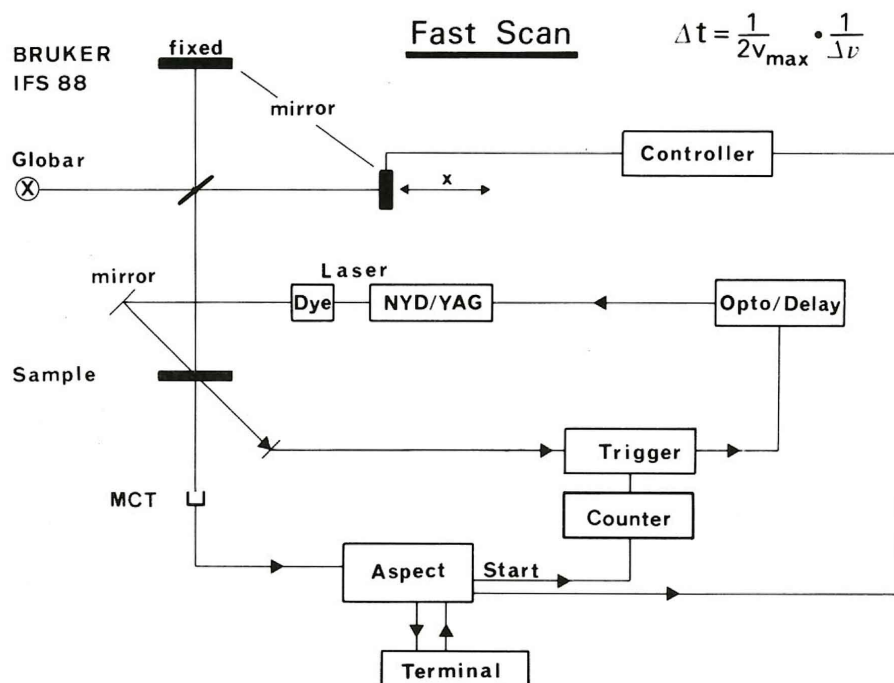 Fast Scan
Δt = 1/2v_max · 1/Δν
BRUKER
IFS 88
fixed
mirror
Globar
X
x
Controller
mirror
Laser
Dye
NYD/YAG
Opto/Delay
Sample
Trigger
MCT
Counter
Aspect
Start
Terminal